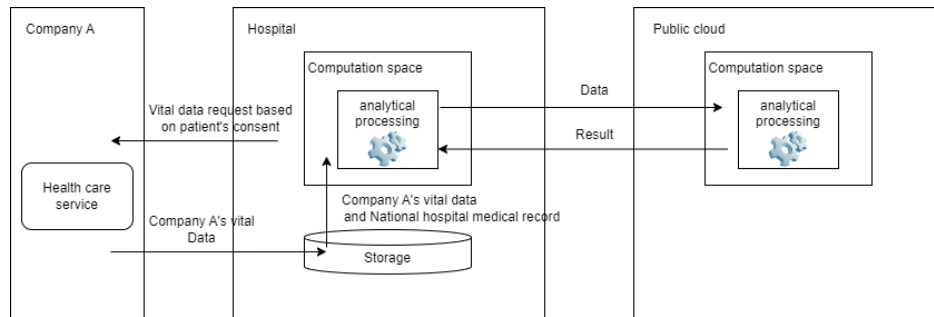 Company A
Hospital
Public cloud
Computation space
Computation space
analytical
processing
analytical
processing
Data
Result
Vital data request based
on patient's consent
Health care
service
Company A's vital
Data
Company A's vital data
and National hospital medical record
Storage